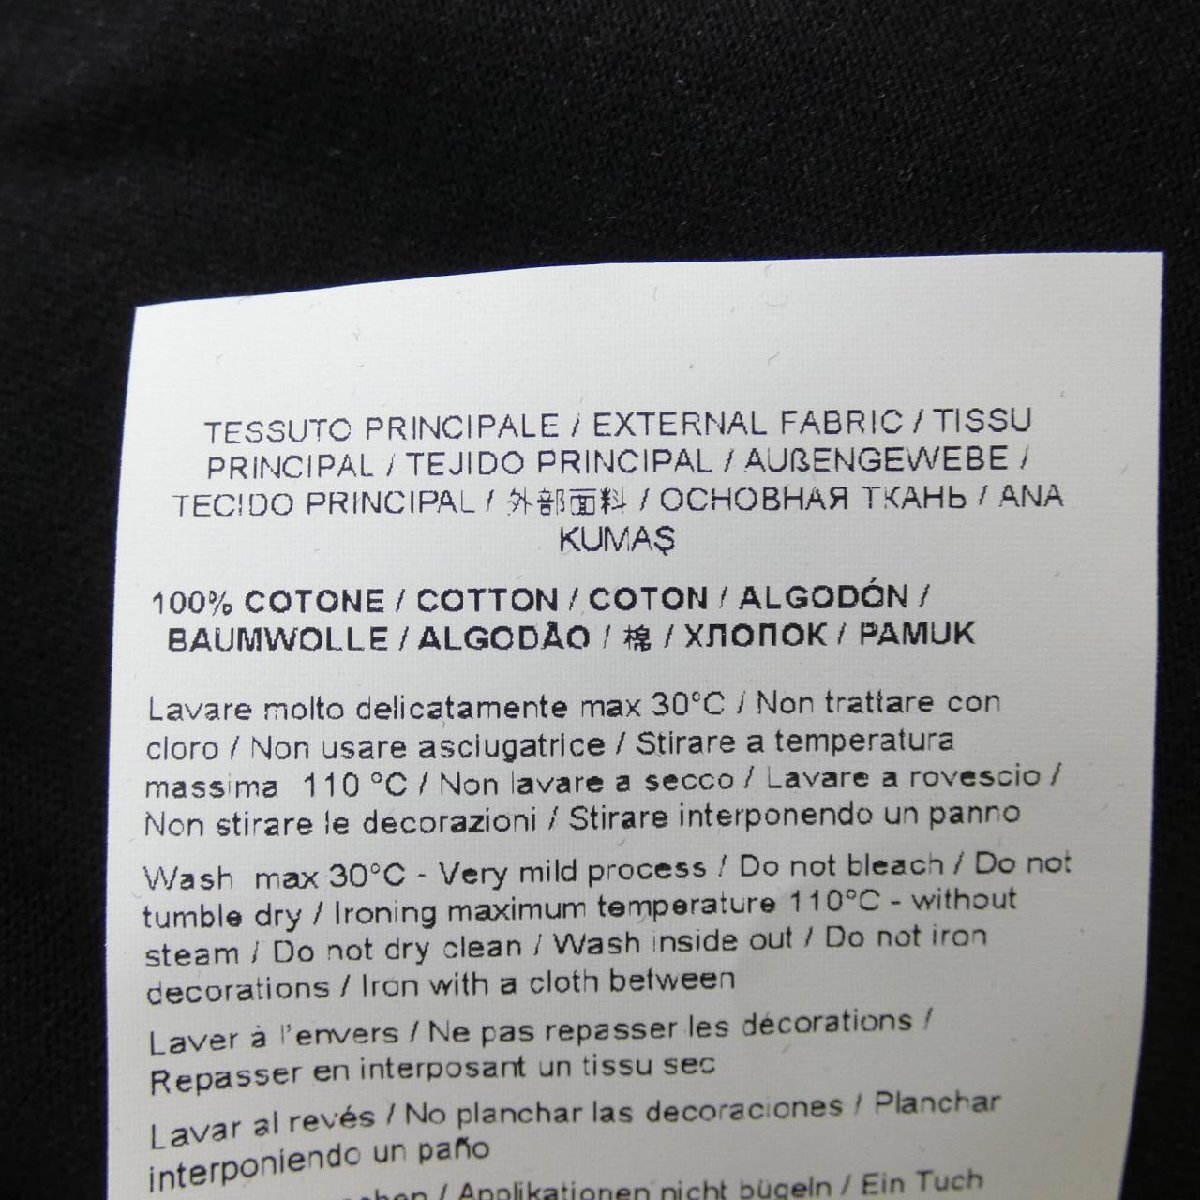 TESSUTO PRINCIPALE / EXTERNAL FABRIC / TISSU
PRINCIPAL / TEJIDO PRINCIPAL / AUßENGEWEBE /
TECIDO PRINCIPAL / 外部面料 / ОСНОВНАЯ ТКАНЬ / ANA
KUMAŞ
100% COTONE / COTTON / COTON / ALGODÓN /
BAUMWOLLE / ALGODÃO / 棉 / ХЛОПОК / PAMUK
Lavare molto delicatamente max 30°C / Non trattare con
cloro / Non usare asciugatrice / Stirare a temperatura
massima 110 °C / Non lavare a secco / Lavare a rovescio /
Non stirare le decorazioni / Stirare interponendo un panno
Wash max 30°C - Very mild process / Do not bleach / Do not
tumble dry / Ironing maximum temperature 110°C - without
steam / Do not dry clean / Wash inside out / Do not iron
decorations / Iron with a cloth between
Laver à l'envers / Ne pas repasser les décorations /
Repasser en interposant un tissu sec
Lavar al revés / No planchar las decoraciones / Planchar
interponiendo un paño
/ Applikationen nicht bügeln / Ein Tuch